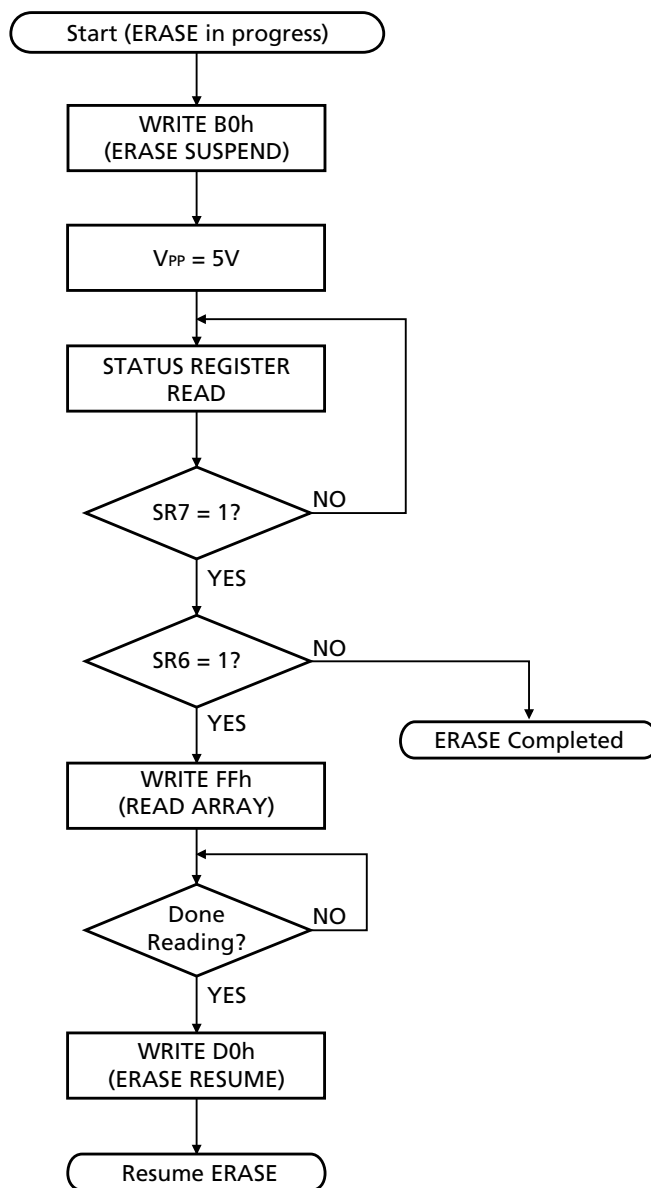 Start (ERASE in progress)
WRITE B0h
(ERASE SUSPEND)
VPP = 5V
STATUS REGISTER
READ
SR7 = 1?
NO
YES
SR6 = 1?
NO
YES
ERASE Completed
WRITE FFh
(READ ARRAY)
Done
Reading?
NO
YES
WRITE D0h
(ERASE RESUME)
Resume ERASE